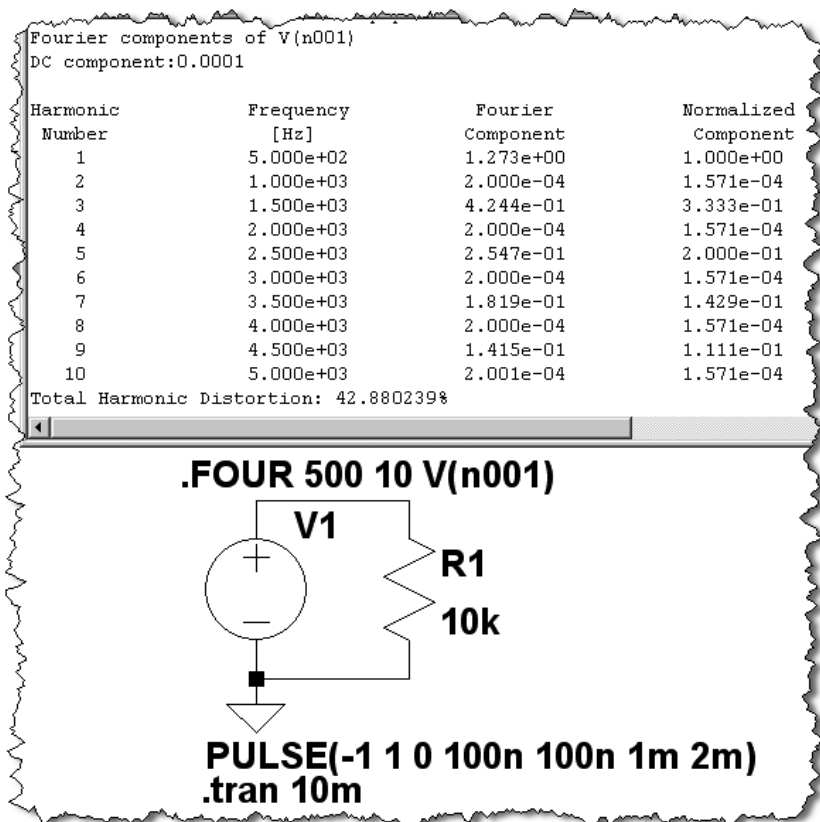 Fourier components of V(n001)
DC component:0.0001
Harmonic Frequency Fourier Normalized
Number [Hz] Component Component
1 5.000e+02 1.273e+00 1.000e+00
2 1.000e+03 2.000e-04 1.571e-04
3 1.500e+03 4.244e-01 3.333e-01
4 2.000e+03 2.000e-04 1.571e-04
5 2.500e+03 2.547e-01 2.000e-01
6 3.000e+03 2.000e-04 1.571e-04
7 3.500e+03 1.819e-01 1.429e-01
8 4.000e+03 2.000e-04 1.571e-04
9 4.500e+03 1.415e-01 1.111e-01
10 5.000e+03 2.001e-04 1.571e-04
Total Harmonic Distortion: 42.880239%
.FOUR 500 10 V(n001)
V1
R1
10k
PULSE(-1 1 0 100n 100n 1m 2m)
.tran 10m